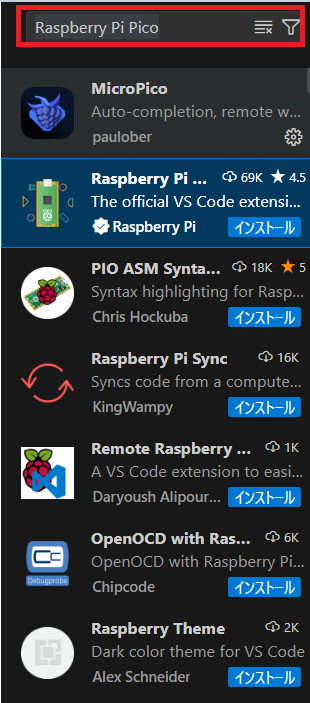 Raspberry Pi Pico
MicroPico
Auto-completion, remote w...
paulober
Raspberry Pi ... 69K 4.5
The official VS Code extensi...
Raspberry Pi インストール
PIO ASM Synta... 18K 5
Syntax highlighting for Rasp...
Chris Hockuba インストール
Raspberry Pi Sync 16K
Syncs code from a compute...
KingWampy インストール
Remote Raspberry ... 1K
A VS Code extension to easi...
Daryoush Alipour... インストール
OpenOCD with Ras... 6K
OpenOCD with Raspberry Pi...
Chipcode インストール
Debugprobe
Raspberry Theme 2K
Dark color theme for VS Code
Alex Schneider インストール